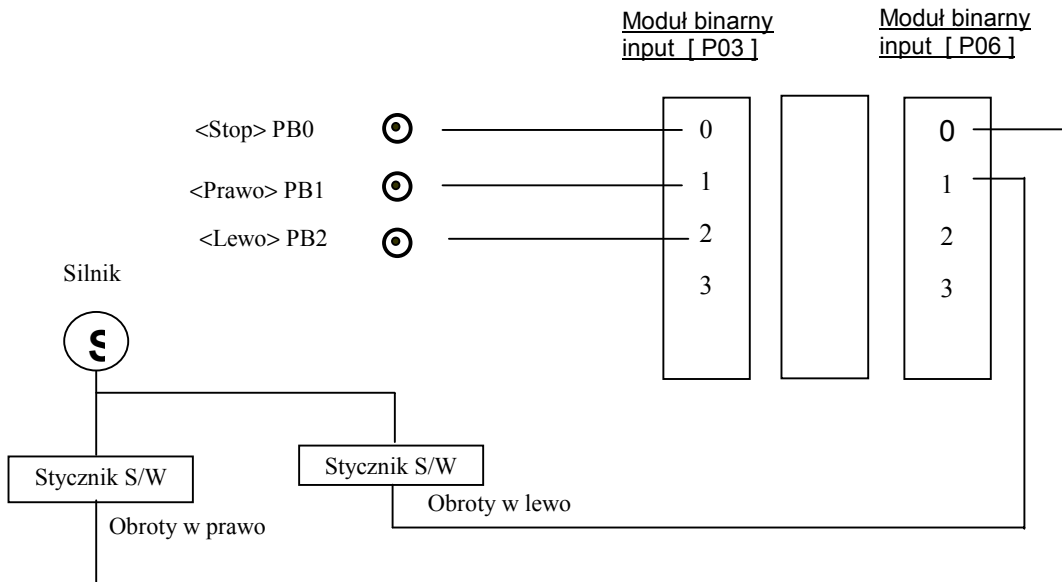 Moduł binarny
input [ P03 ]
Moduł binarny
input [ P06 ]
<Stop> PB0
<Prawo> PB1
<Lewo> PB2
0
1
2
3
0
1
2
3
Silnik
S
Stycznik S/W
Obroty w prawo
Stycznik S/W
Obroty w lewo